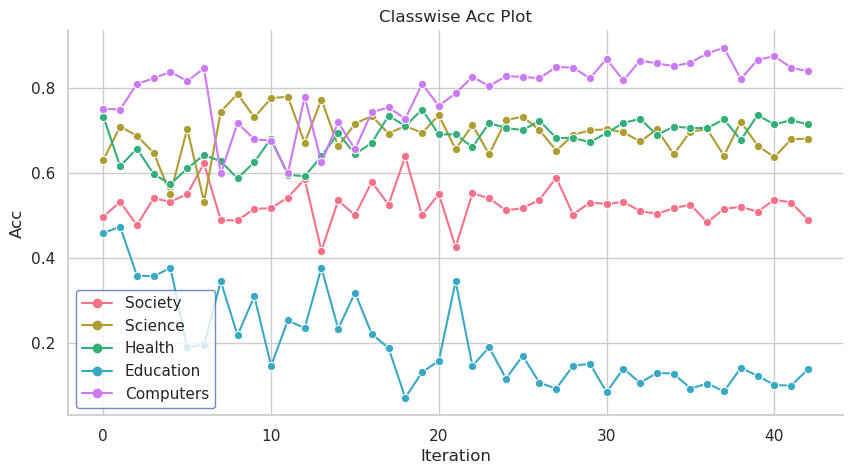 Classwise Acc Plot
Acc
0.8
0.6
0.4
0.2
Society
Science
Health
Education
Computers
0
10
20
30
40
Iteration